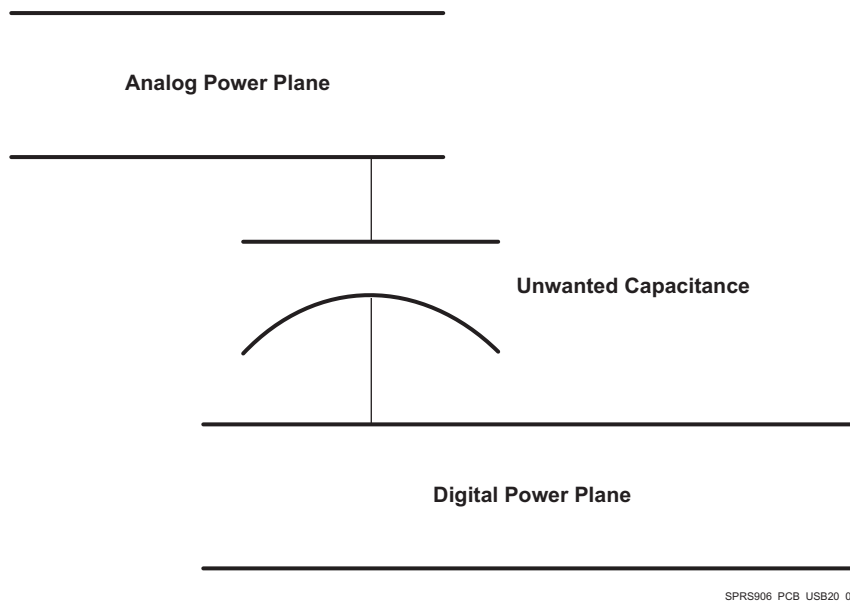 Analog Power Plane
Unwanted Capacitance
Digital Power Plane
SPRS906_PCB_USB20_0